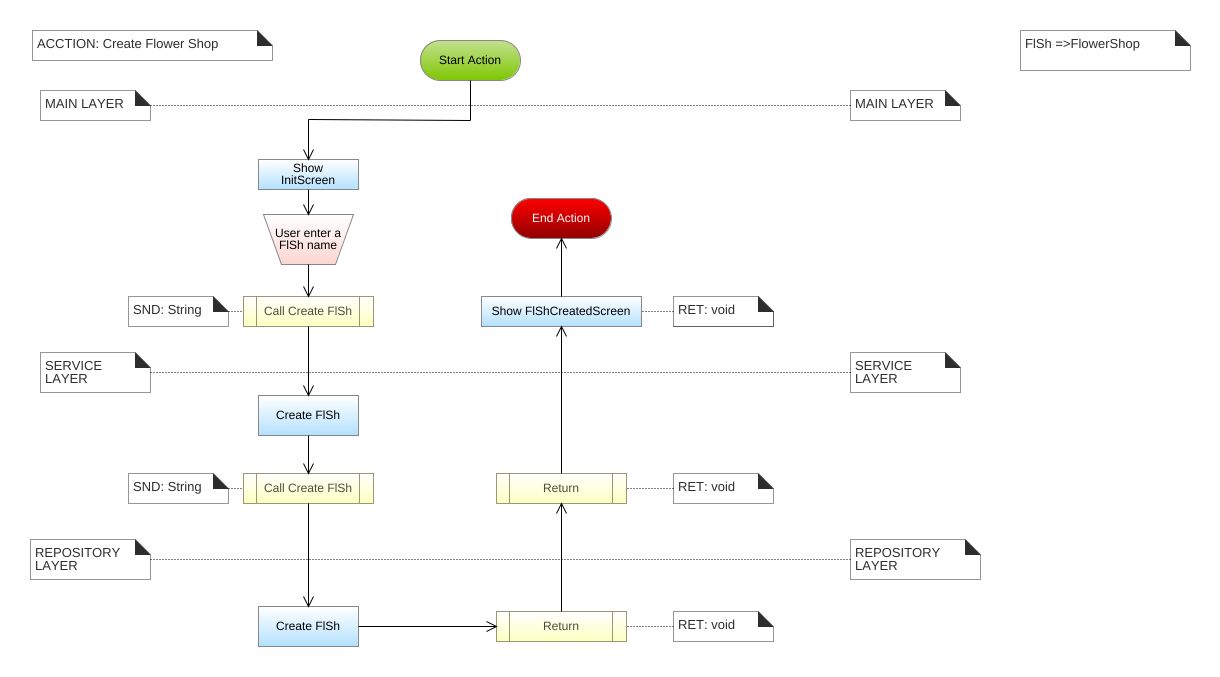 ACCTION: Create Flower Shop
FlSh =>FlowerShop
Start Action
MAIN LAYER
MAIN LAYER
Show
InitScreen
User enter a
FlSh name
End Action
SND: String
Call Create FlSh
Show FlShCreatedScreen
RET: void
SERVICE
LAYER
SERVICE
LAYER
Create FlSh
SND: String
Call Create FlSh
Return
RET: void
REPOSITORY
LAYER
REPOSITORY
LAYER
Create FlSh
Return
RET: void